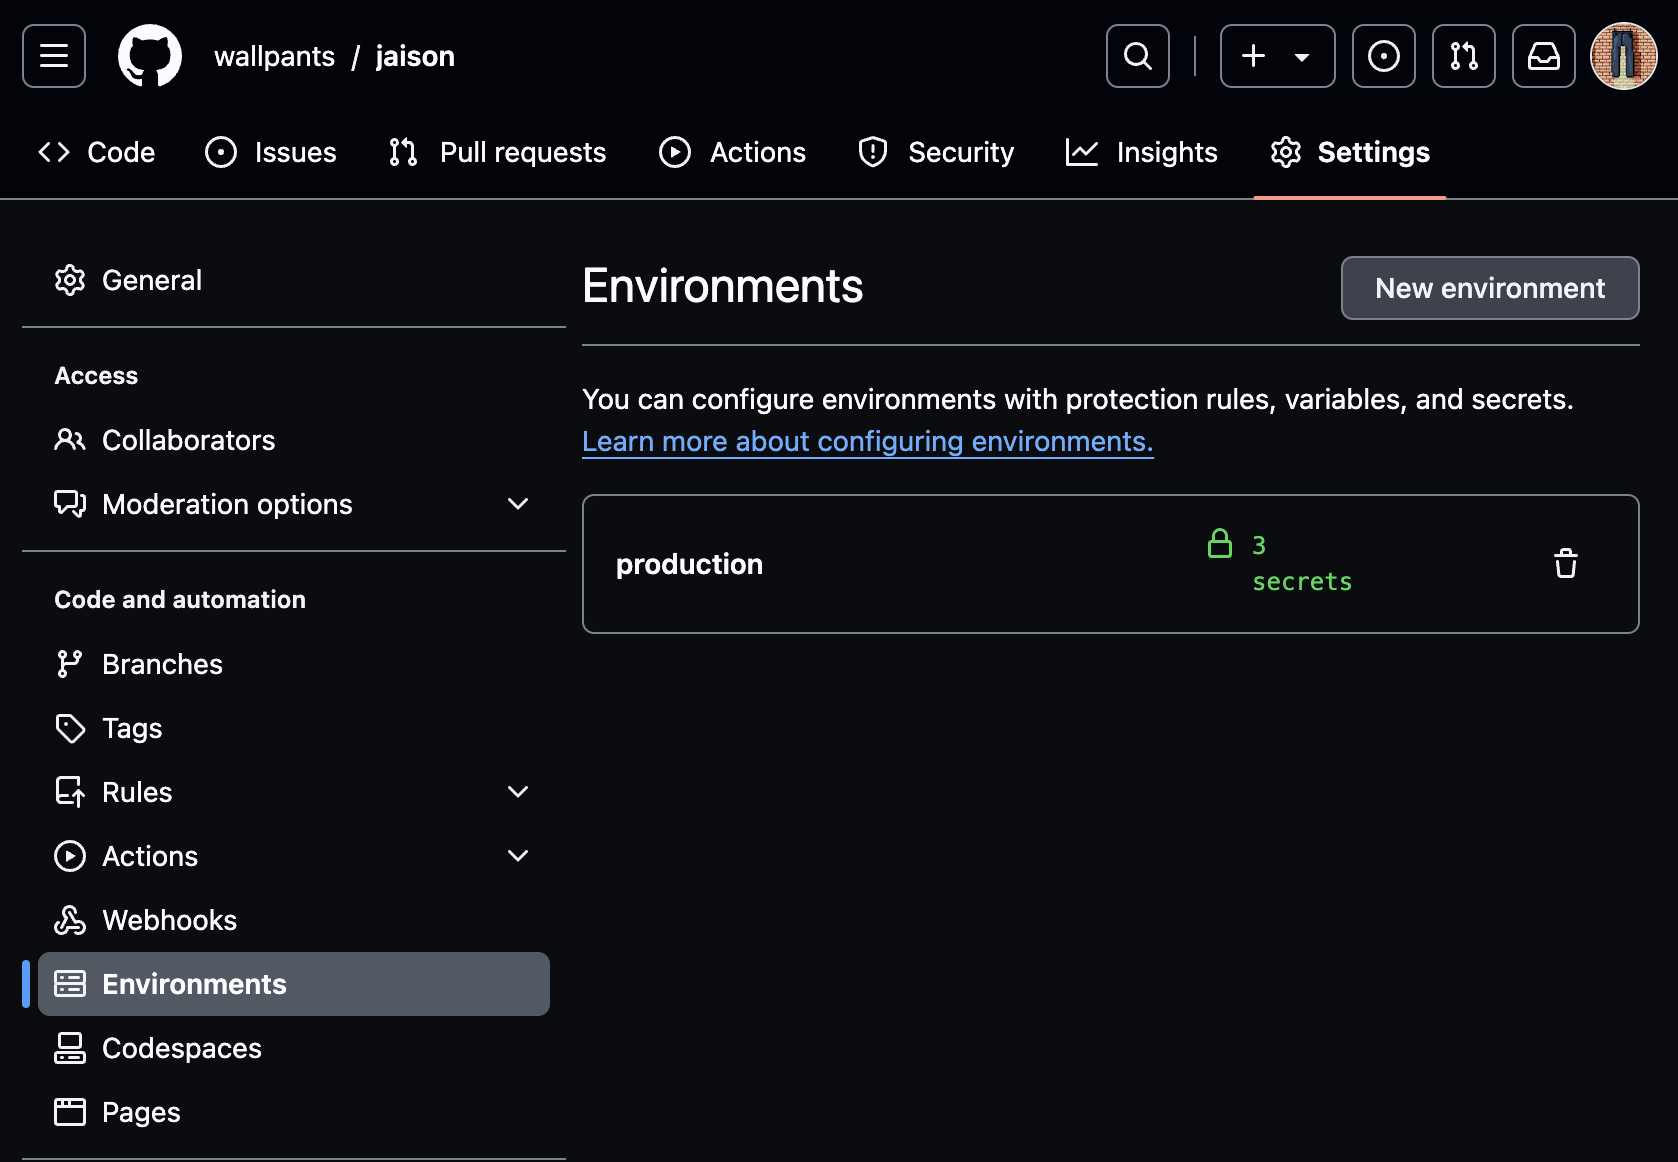 wallpants / jaison
Code Issues Pull requests Actions Security Insights Settings
General
Access
Collaborators
Moderation options
Code and automation
Branches
Tags
Rules
Actions
Webhooks
Environments
Codespaces
Pages
Environments
New environment
You can configure environments with protection rules, variables, and secrets.
Learn more about configuring environments.
production
3
secrets